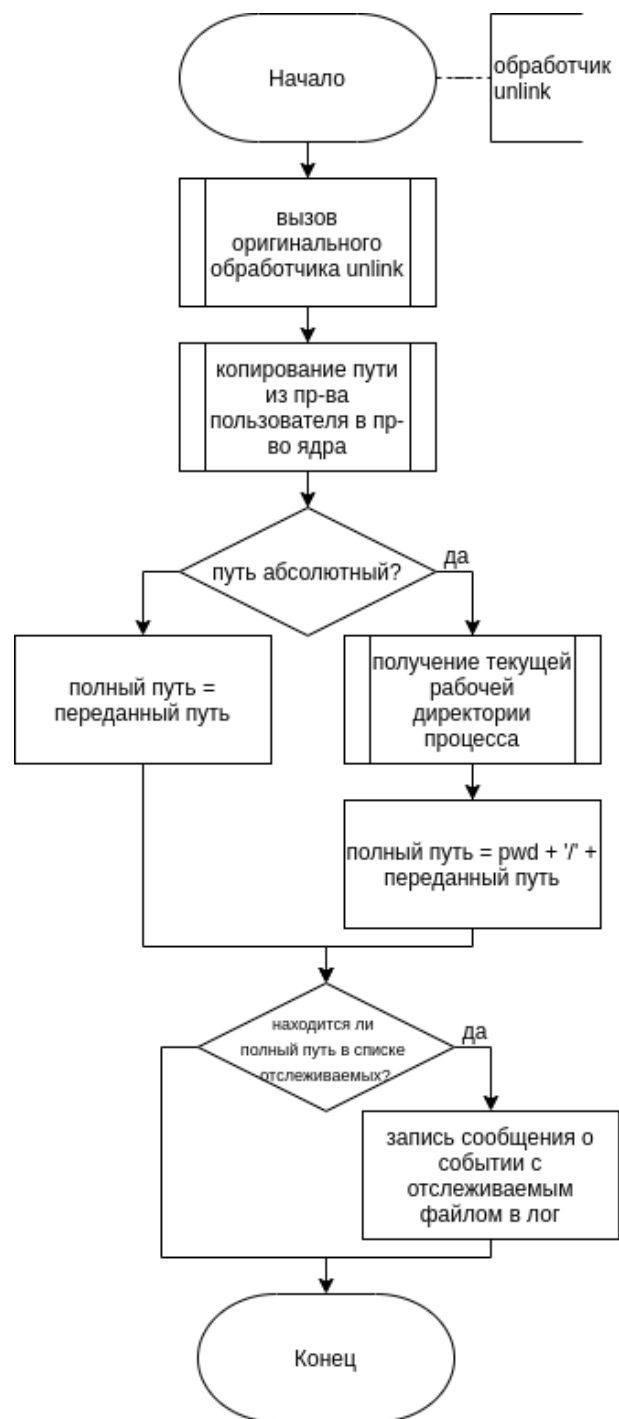 Начало
обработчик
unlink
вызов
оригинального
обработчика unlink
копирование пути
из пр-ва
пользователя в пр-
во ядра
путь абсолютный?
да
полный путь =
переданный путь
получение текущей
рабочей
директории
процесса
полный путь = pwd + '/' +
переданный путь
находится ли
полный путь в списке
отслеживаемых?
да
запись сообщения о
событии с
отслеживаемым
файлом в лог
Конец